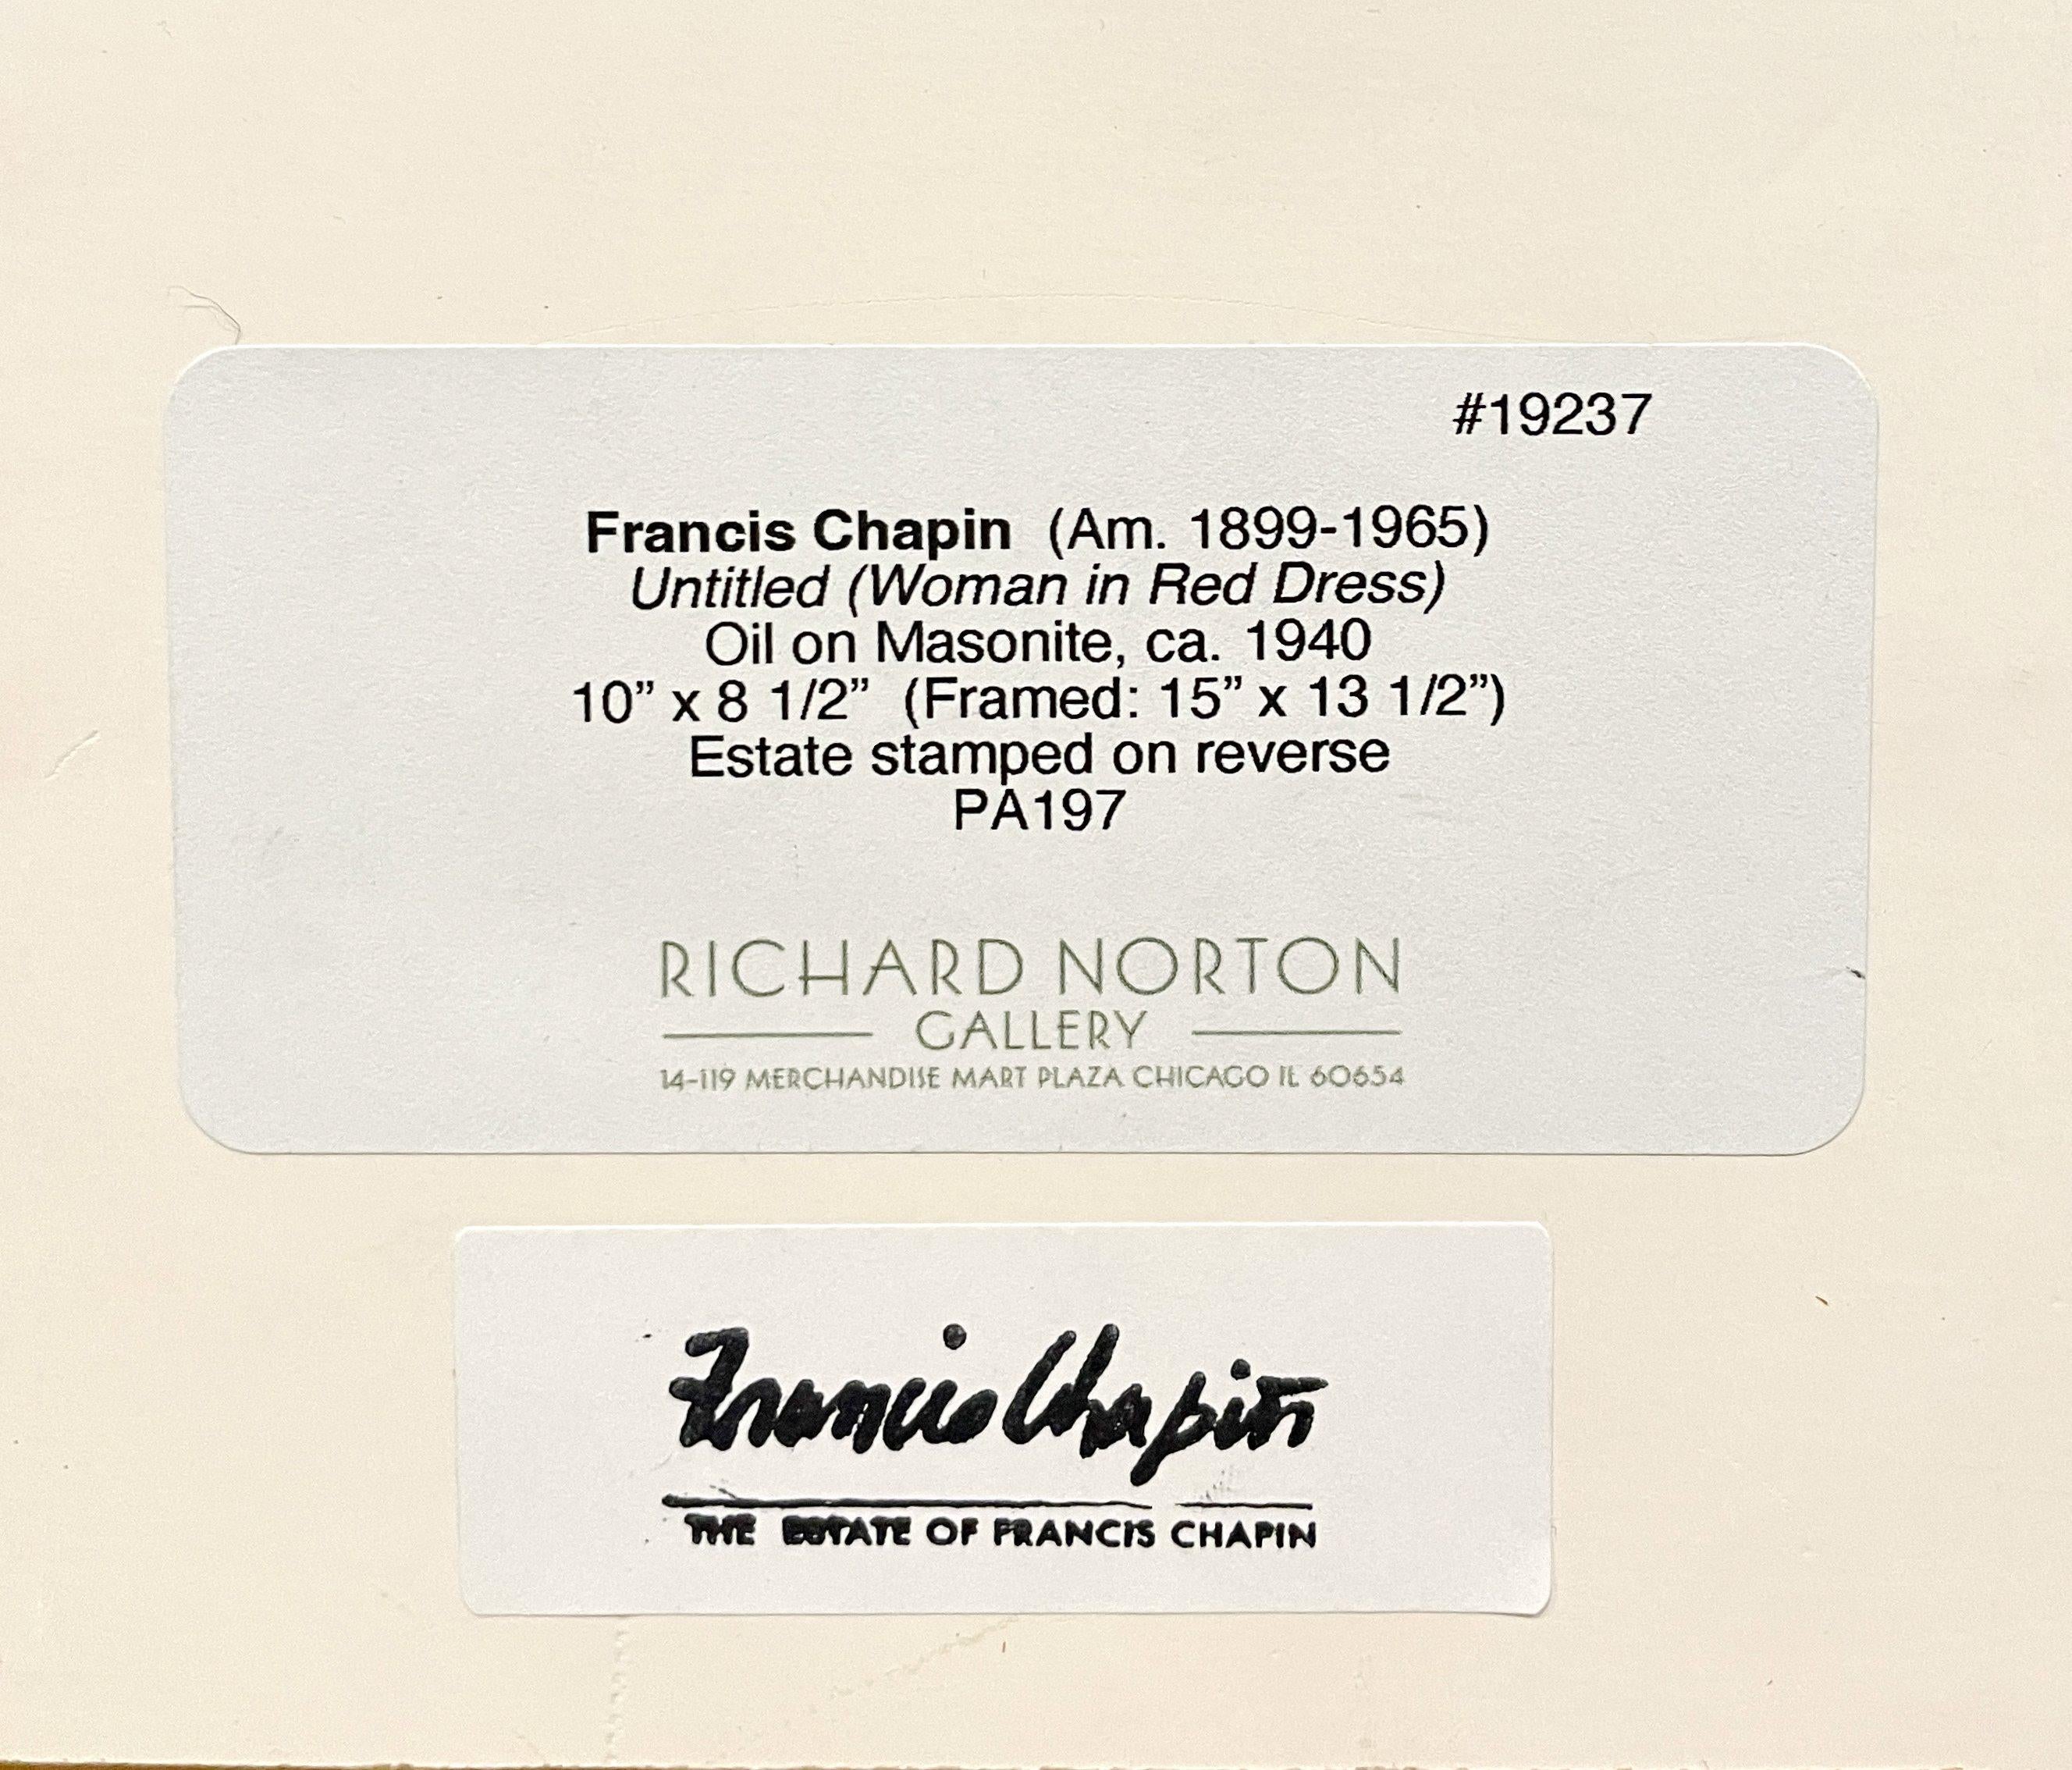 #19237
Francis Chapin (Am. 1899-1965)
Untitled (Woman in Red Dress)
Oil on Masonite, ca. 1940
10” x 8 1/2” (Framed: 15” x 13 1/2”)
Estate stamped on reverse
PA197
RICHARD NORTON
GALLERY
14-119 MERCHANDISE MART PLAZA CHICAGO IL 60654
Francis Chapin
THE ESTATE OF FRANCIS CHAPIN